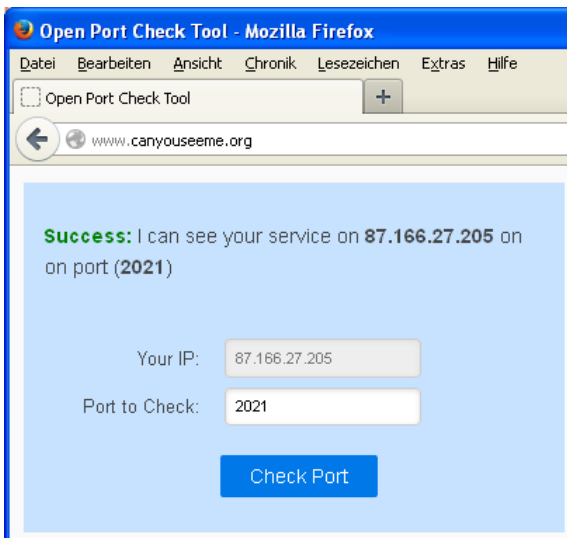 Open Port Check Tool - Mozilla Firefox
Datei Bearbeiten Ansicht Chronik Lesezeichen Extras Hilfe
Open Port Check Tool +
www.canyouseeme.org
Success: I can see your service on 87.166.27.205 on
on port (2021)
Your IP: 87.166.27.205
Port to Check: 2021
Check Port